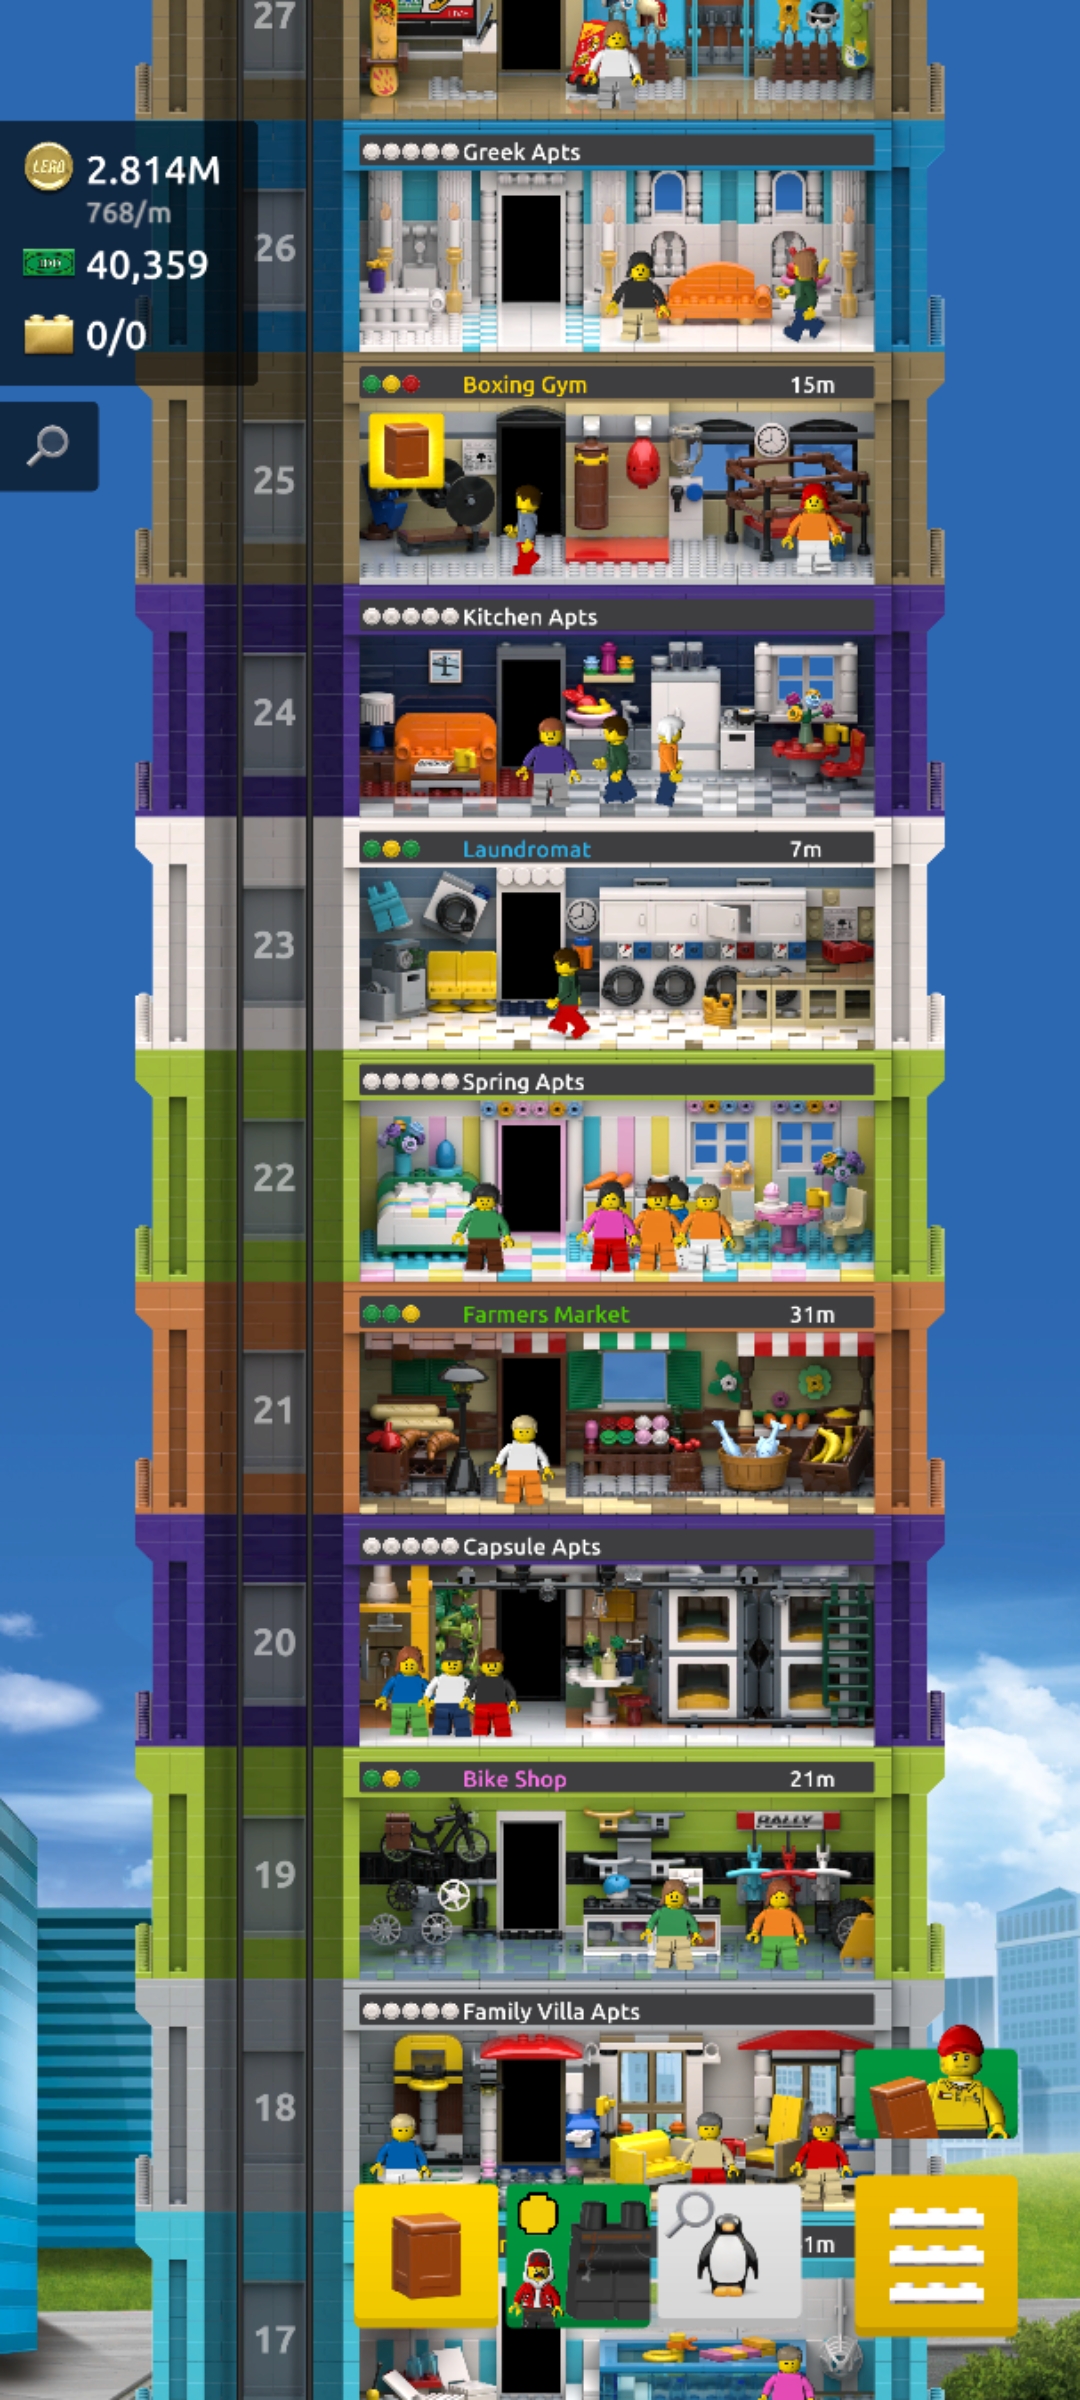 27
LEGO
2.814M
768/m
40,359
0/0
Greek Apts
26
Boxing Gym 15m
25
Kitchen Apts
24
Laundromat 7m
23
Spring Apts
22
Farmers Market 31m
21
Capsule Apts
20
Bike Shop 21m
RALLY
19
Family Villa Apts
18
1m
17